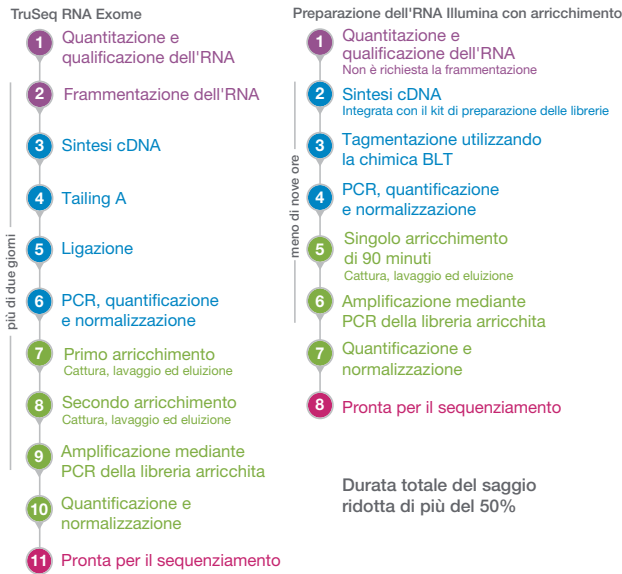 TruSeq RNA Exome
1
Quantitazione e
qualificazione dell'RNA
2
Frammentazione dell'RNA
3
Sintesi cDNA
4
Tailing A
5
Ligazione
6
PCR, quantificazione
e normalizzazione
7
Primo arricchimento
Cattura, lavaggio ed eluizione
8
Secondo arricchimento
Cattura, lavaggio ed eluizione
9
Amplificazione mediante
PCR della libreria arricchita
10
Quantificazione e
normalizzazione
11
Pronta per il sequenziamento
più di due giorni
Preparazione dell'RNA Illumina con arricchimento
1
Quantitazione e
qualificazione dell'RNA
Non è richiesta la frammentazione
2
Sintesi cDNA
Integrata con il kit di preparazione delle librerie
3
Tagmentazione utilizzando
la chimica BLT
4
PCR, quantificazione
e normalizzazione
5
Singolo arricchimento
di 90 minuti
Cattura, lavaggio ed eluizione
6
Amplificazione mediante
PCR della libreria arricchita
7
Quantificazione e
normalizzazione
8
Pronta per il sequenziamento
meno di nove ore
Durata totale del saggio
ridotta di più del 50%